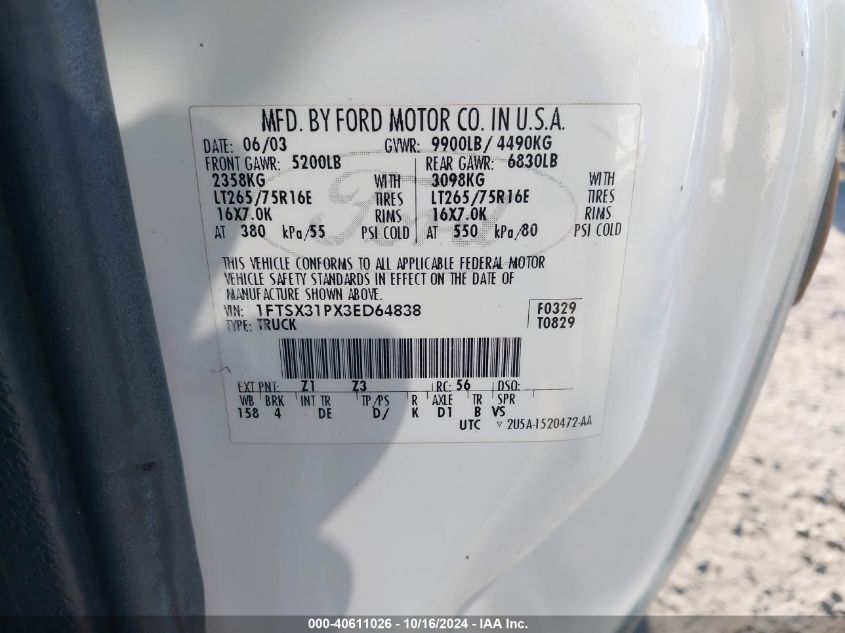 MFD. BY FORD MOTOR CO. IN U.S.A.
DATE: 06/03 GVWR: 9900LB/ 4490KG
FRONT GAWR: 5200LB REAR GAWR: 6830LB
2358KG WITH 3098KG WITH
LT265/75R16E TIRES LT265/75R16E TIRES
16X7.0K RIMS 16X7.0K RIMS
AT 380 kPa/55 PSI COLD AT 550 kPa/80 PSI COLD
Ford
THIS VEHICLE CONFORMS TO ALL APPLICABLE FEDERAL MOTOR
VEHICLE SAFETY STANDARDS IN EFFECT ON THE DATE OF
MANUFACTURE SHOWN ABOVE.
VIN: 1FTSX31PX3ED64838 F0329
TYPE: TRUCK T0829
EXT PNT: Z1 Z3 RC: 56 DSO:
WB BRK INT TR TP/PS R AXLE TR SPR
158 4 DE D/ K D1 B VS
UTC ▽ 2U5A-1520472-AA
000-40611026 - 10/16/2024 - IAA Inc.